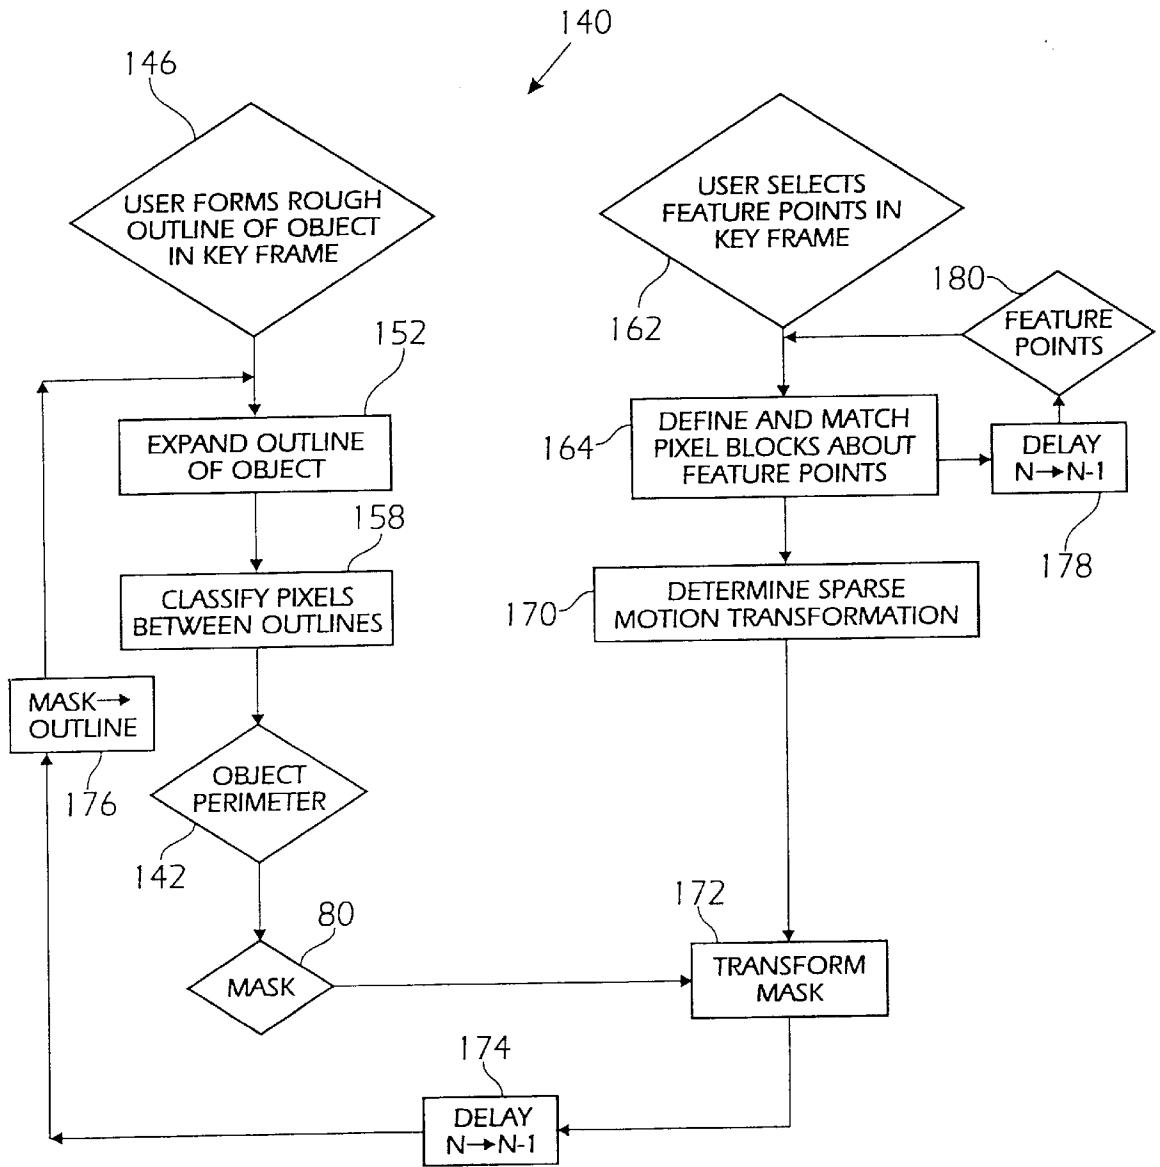 140
146
USER FORMS ROUGH
OUTLINE OF OBJECT
IN KEY FRAME
USER SELECTS
FEATURE POINTS IN
KEY FRAME
162
180
FEATURE
POINTS
152
EXPAND OUTLINE
OF OBJECT
164
DEFINE AND MATCH
PIXEL BLOCKS ABOUT
FEATURE POINTS
DELAY
N→N-1
178
158
CLASSIFY PIXELS
BETWEEN OUTLINES
170
DETERMINE SPARSE
MOTION TRANSFORMATION
MASK→
OUTLINE
176
OBJECT
PERIMETER
142
80
MASK
172
TRANSFORM
MASK
174
DELAY
N→N-1